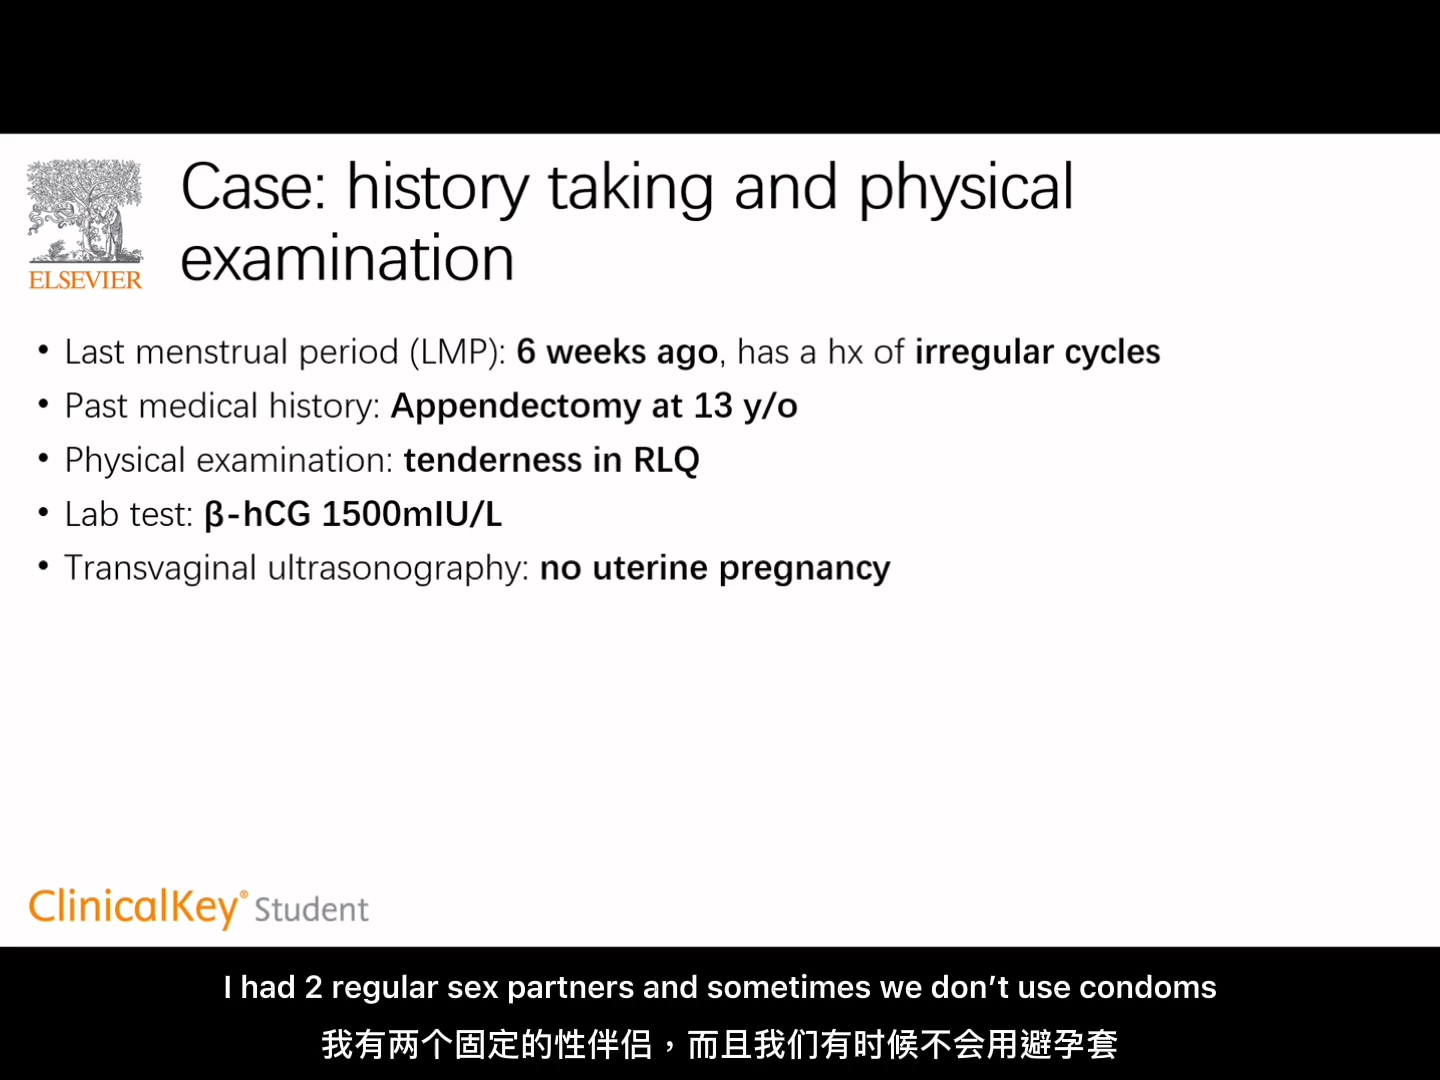 Case: history taking and physical
examination
ELSEVIER
• Last menstrual period (LMP): 6 weeks ago, has a hx of irregular cycles
• Past medical history: Appendectomy at 13 y/o
• Physical examination: tenderness in RLQ
• Lab test: β-hCG 1500mIU/L
• Transvaginal ultrasonography: no uterine pregnancy
ClinicalKey® Student
I had 2 regular sex partners and sometimes we don’t use condoms
我有两个固定的性伴侣，而且我们有时候不会用避孕套